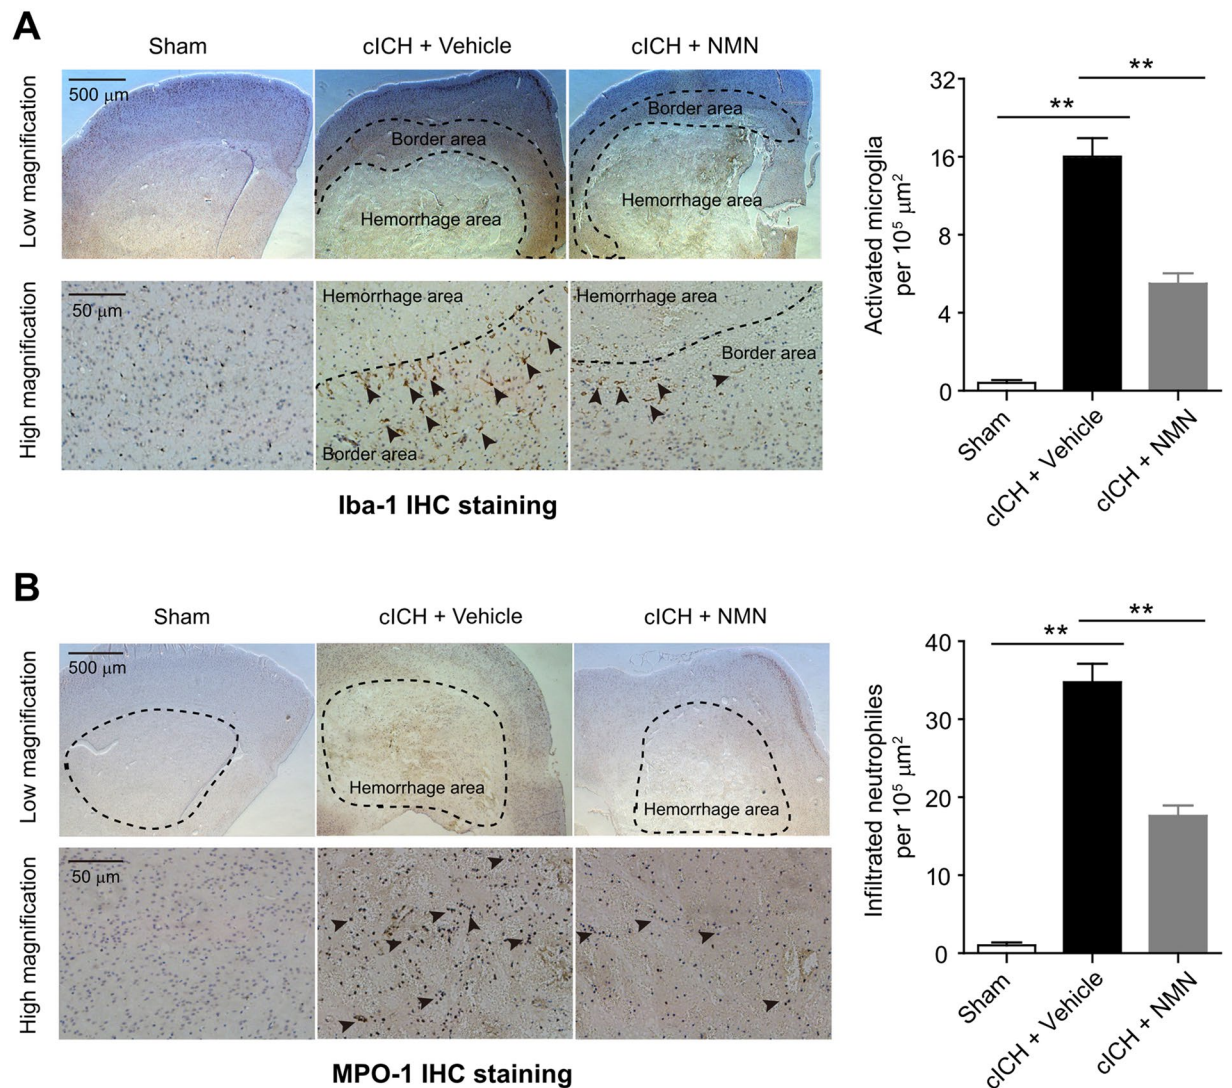 A
Sham
cICH + Vehicle
cICH + NMN
Low magnification
500 μm
Border area
Hemorrhage area
Border area
Hemorrhage area
High magnification
50 μm
Hemorrhage area
Border area
Hemorrhage area
Border area
Iba-1 IHC staining
Activated microglia
per 10⁵ μm²
32
16
8
4
0
**
**
Sham
cICH + Vehicle
cICH + NMN
B
Sham
cICH + Vehicle
cICH + NMN
Low magnification
500 μm
Hemorrhage area
Hemorrhage area
High magnification
50 μm
MPO-1 IHC staining
Infiltrated neutrophiles
per 10⁵ μm²
40
30
20
10
0
**
**
Sham
cICH + Vehicle
cICH + NMN